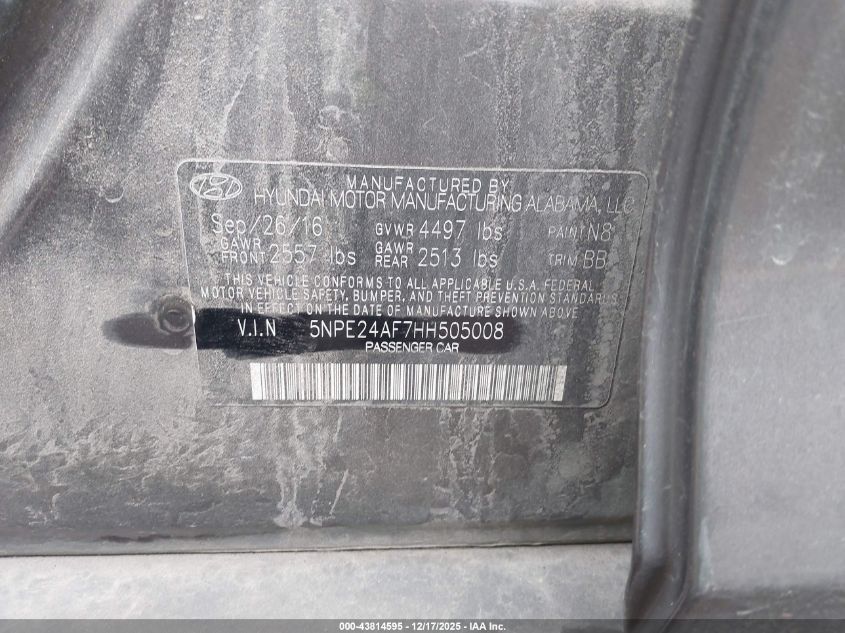 MANUFACTURED BY
HYUNDAI MOTOR MANUFACTURING ALABAMA, LLC
Sep/26/16 GVWR 4497 lbs PAINT N8
GAWR FRONT 2557 lbs GAWR REAR 2513 lbs TRIM BB
THIS VEHICLE CONFORMS TO ALL APPLICABLE U.S.A. FEDERAL
MOTOR VEHICLE SAFETY, BUMPER, AND THEFT PREVENTION STANDARDS
IN EFFECT ON THE DATE OF MANUFACTURE SHOWN ABOVE
V.I.N 5NPE24AF7HH505008
PASSENGER CAR
000-43814595 - 12/17/2025 - IAA Inc.